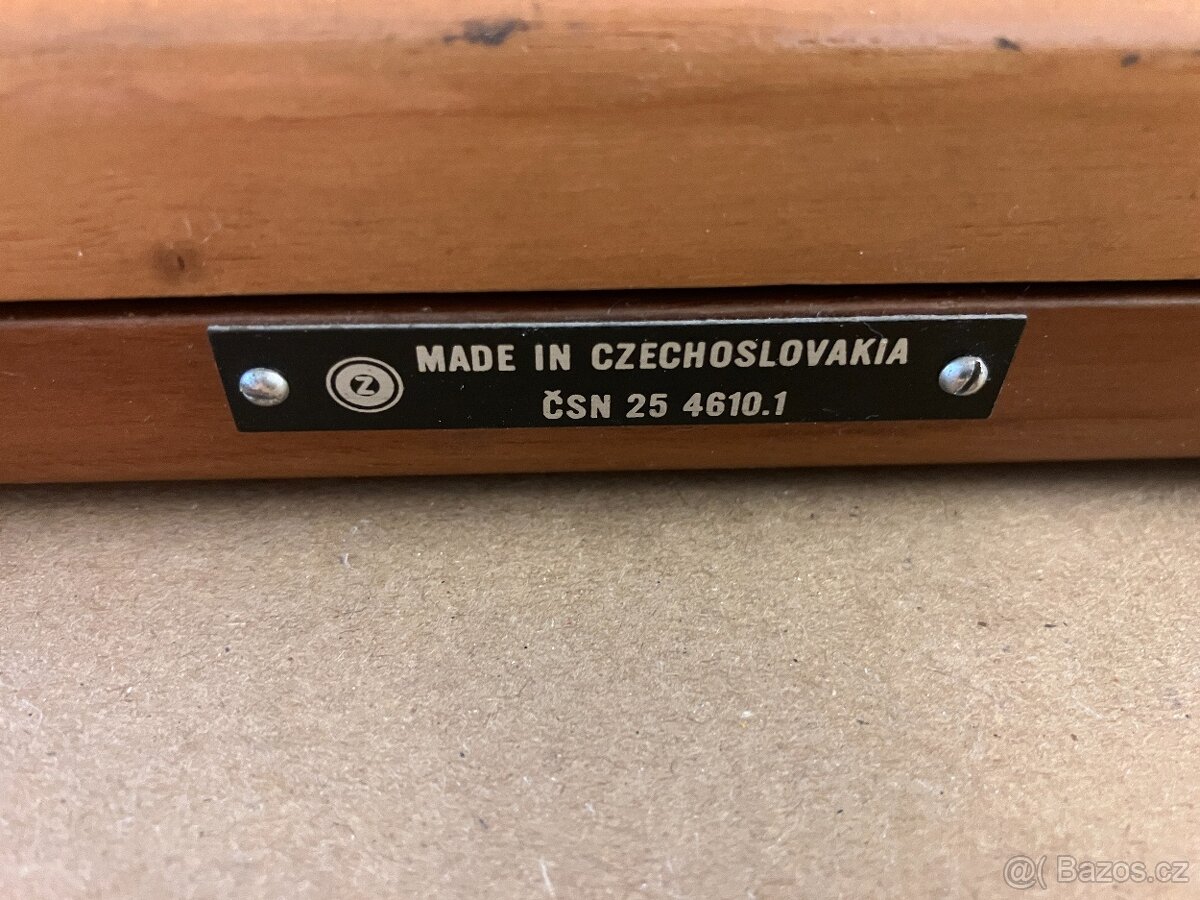 Z
MADE IN CZECHOSLOVAKIA
ČSN 25 4610.1
@( Bazos.cz